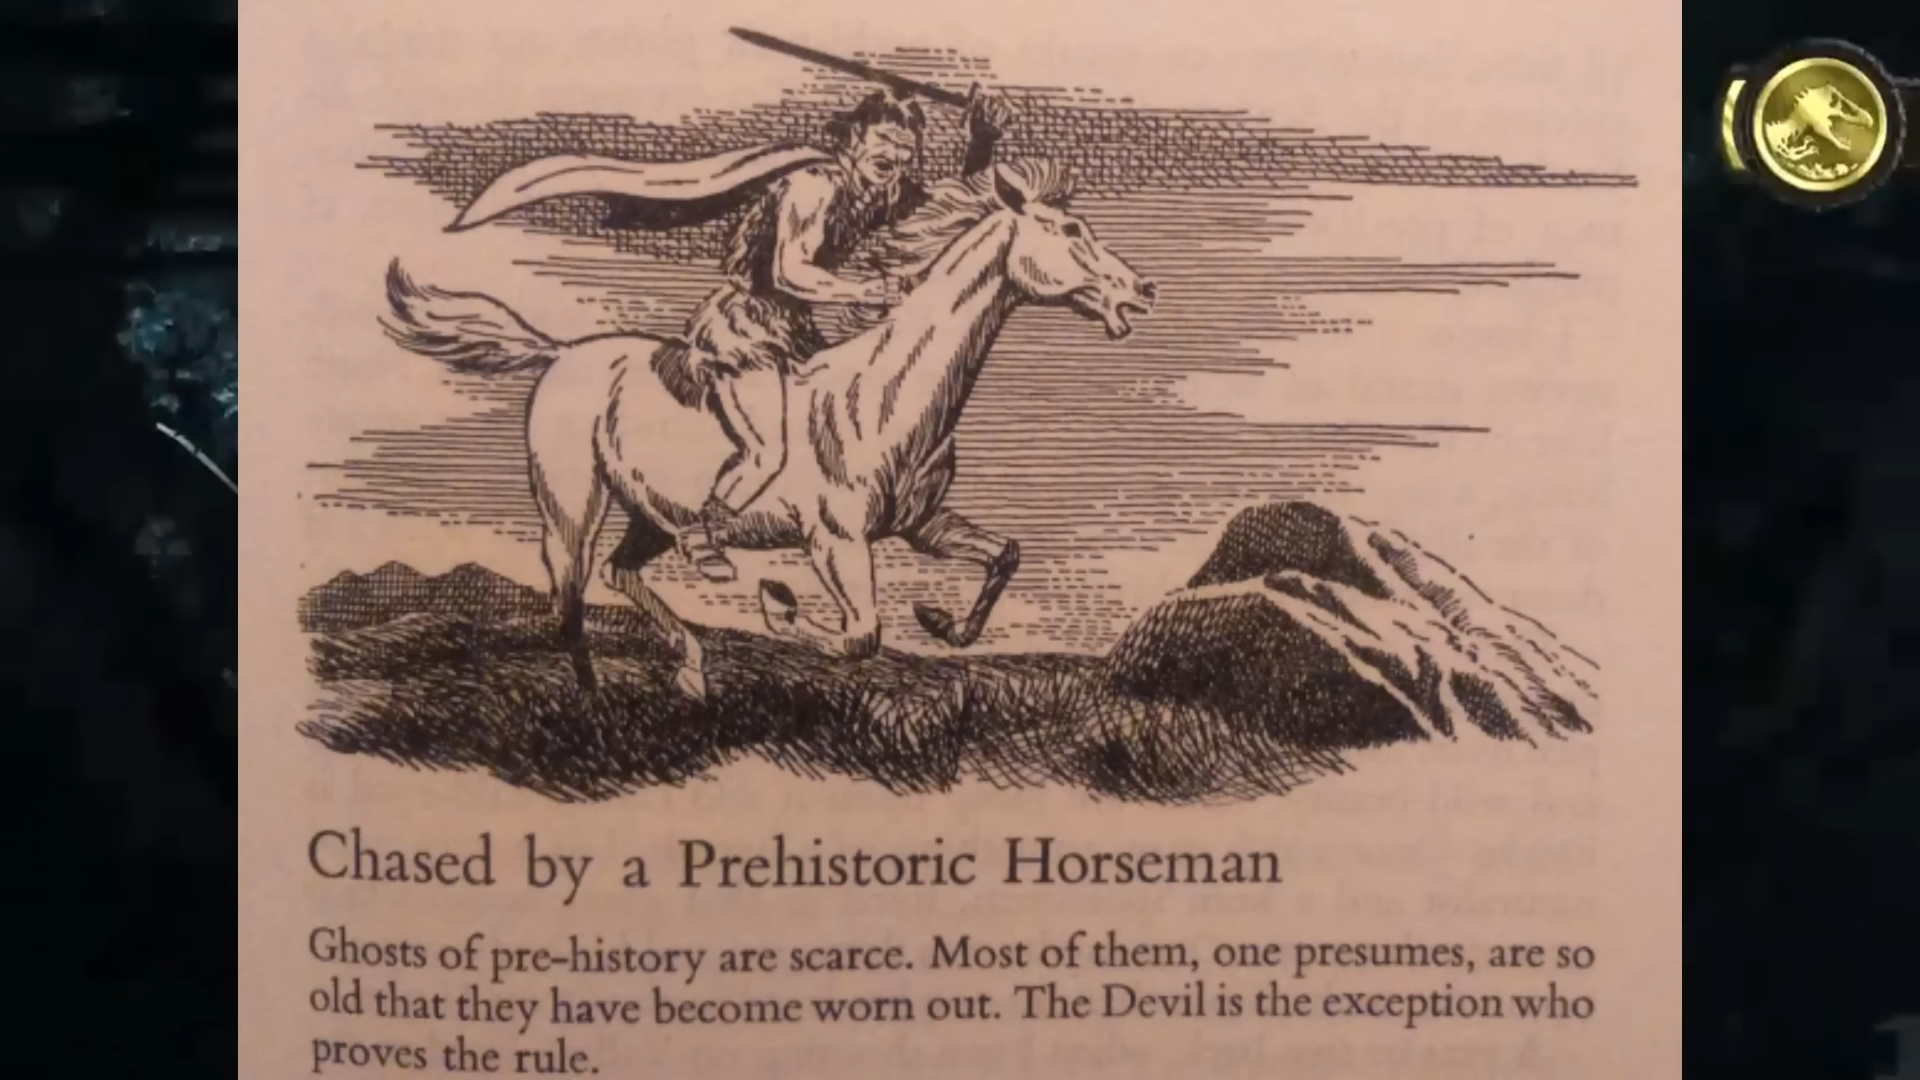 Chased by a Prehistoric Horseman
Ghosts of pre-history are scarce. Most of them, one presumes, are so
old that they have become worn out. The Devil is the exception who
proves the rule.